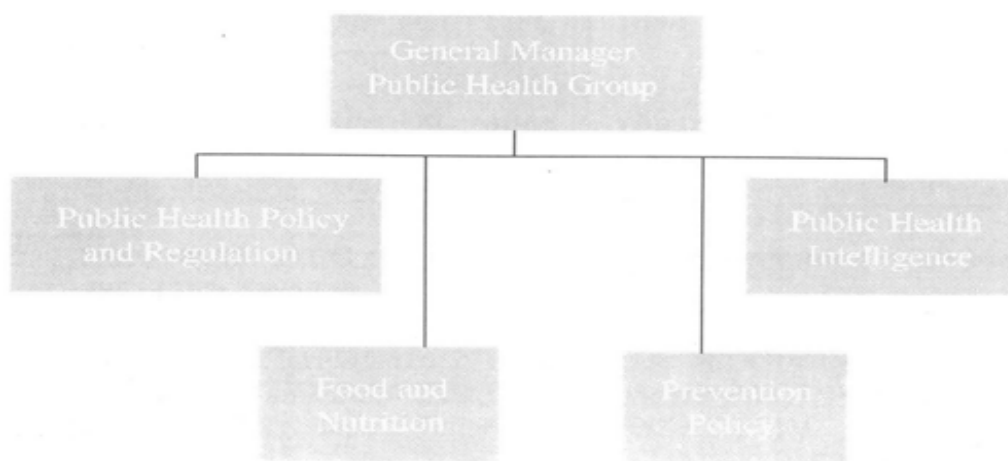 General Manager
Public Health Group
Public Health Policy
and Regulation
Public Health
Intelligence
Food and
Nutrition
Prevention
Policy